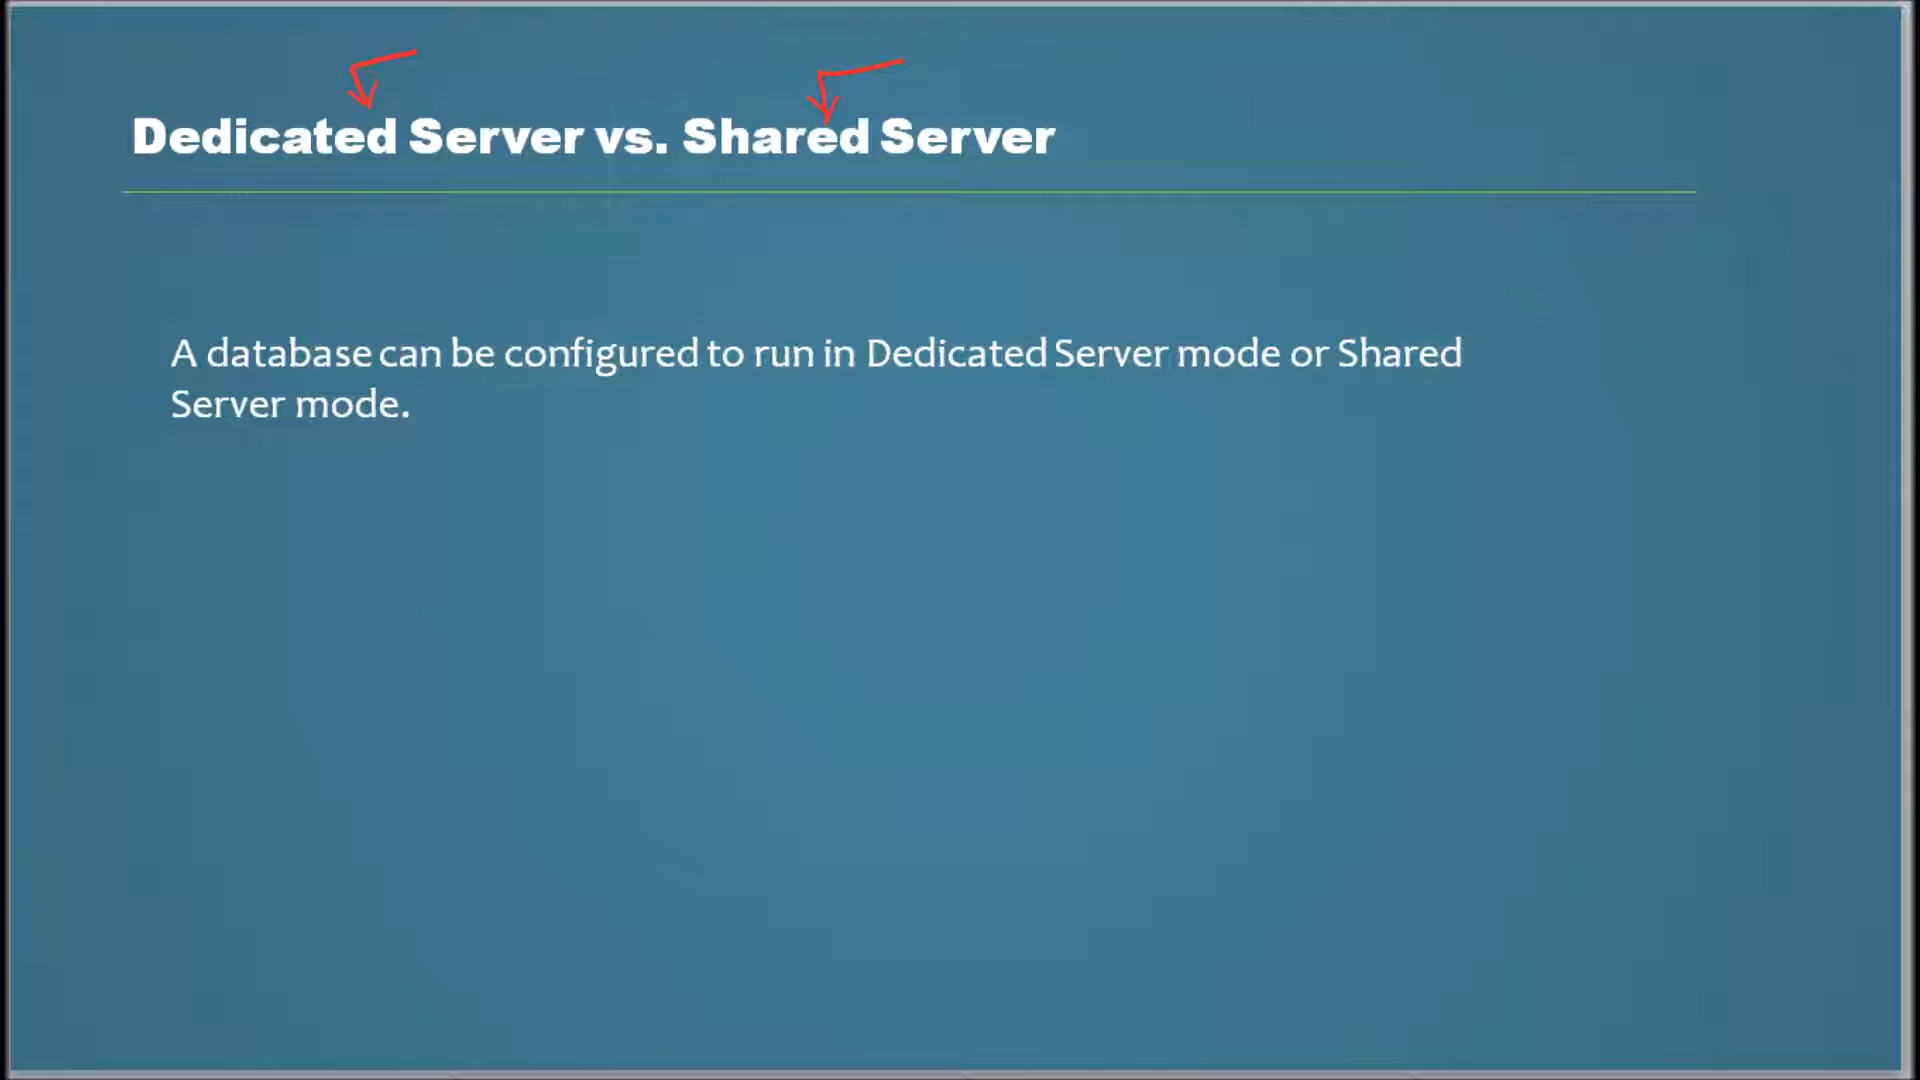 Dedicated Server vs. Shared Server
A database can be configured to run in Dedicated Server mode or Shared
Server mode.